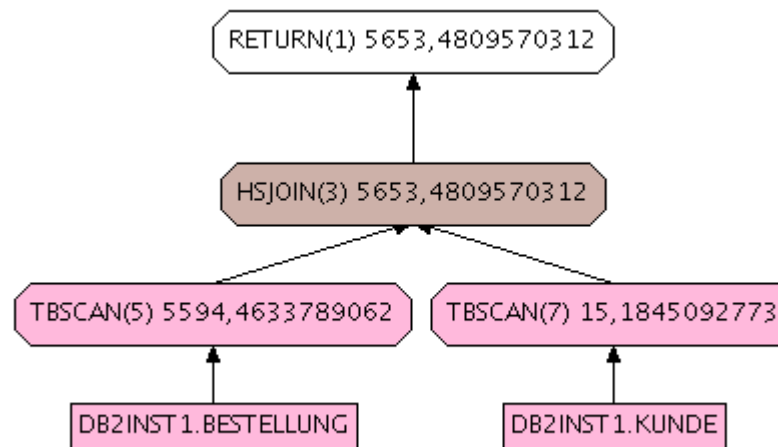 RETURN(1) 5653,4809570312
HSJOIN(3) 5653,4809570312
TBSCAN(5) 5594,4633789062
TBSCAN(7) 15,1845092773
DB2INST1.BESTELLUNG
DB2INST1.KUNDE